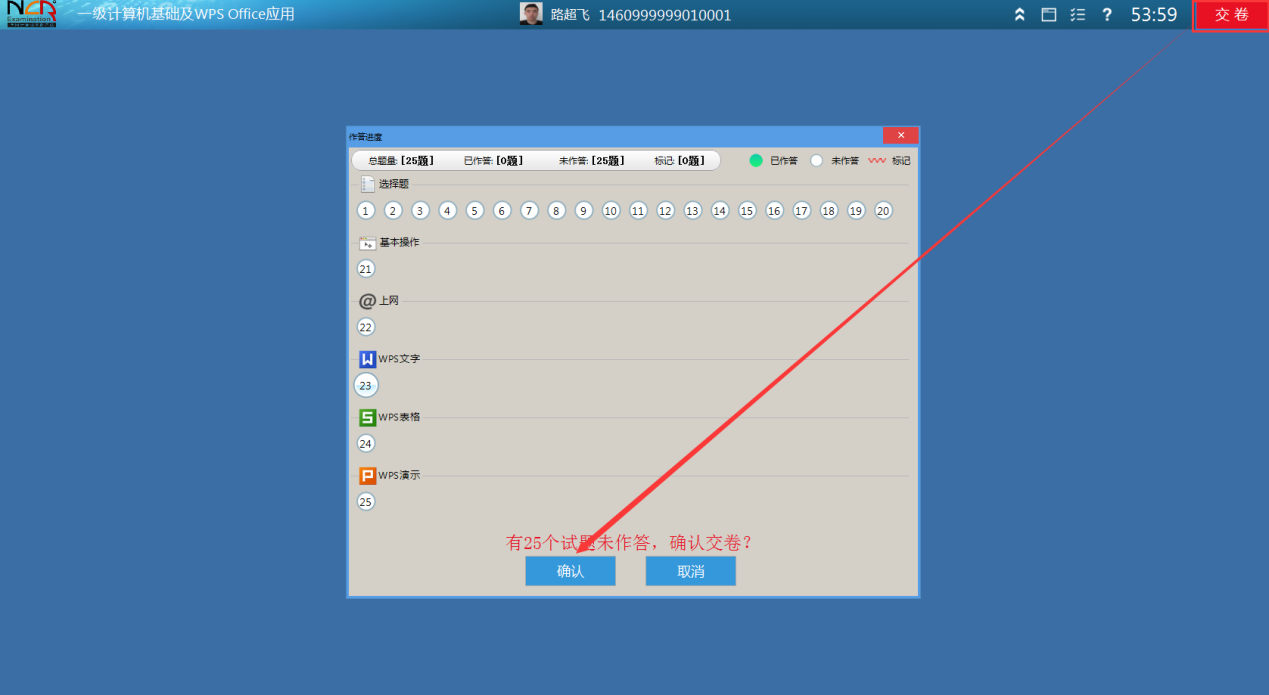 NCR 一级计算机基础及WPS Office应用 路超飞 1460999999010001 ? 53:59 交 卷
Examination
作答进度 ×
总题量: [25题] 已作答: [0题] 未作答: [25题] 标记: [0题] 已作答 未作答 标记
选择题
1 2 3 4 5 6 7 8 9 10 11 12 13 14 15 16 17 18 19 20
基本操作
21
@ 上网
22
W WPS文字
23
S WPS表格
24
P WPS演示
25
有25个试题未作答，确认交卷？
确认 取消